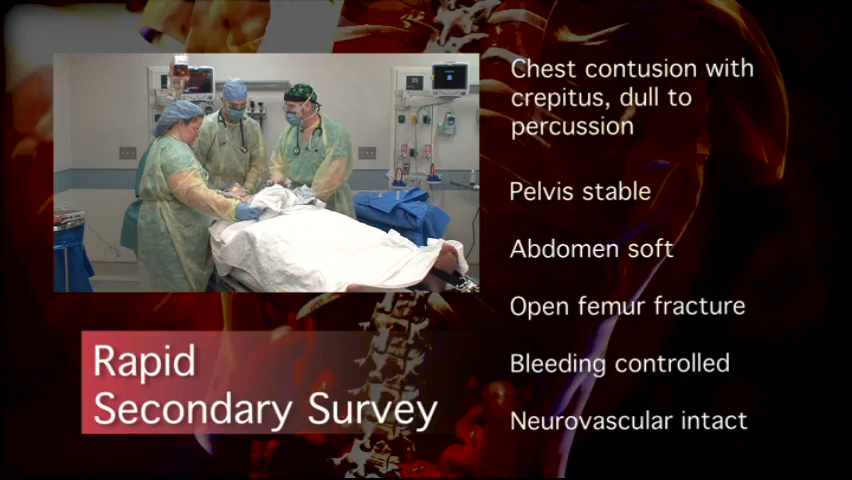 Chest contusion with
crepitus, dull to
percussion
Pelvis stable
Abdomen soft
Open femur fracture
Bleeding controlled
Neurovascular intact
Rapid
Secondary Survey